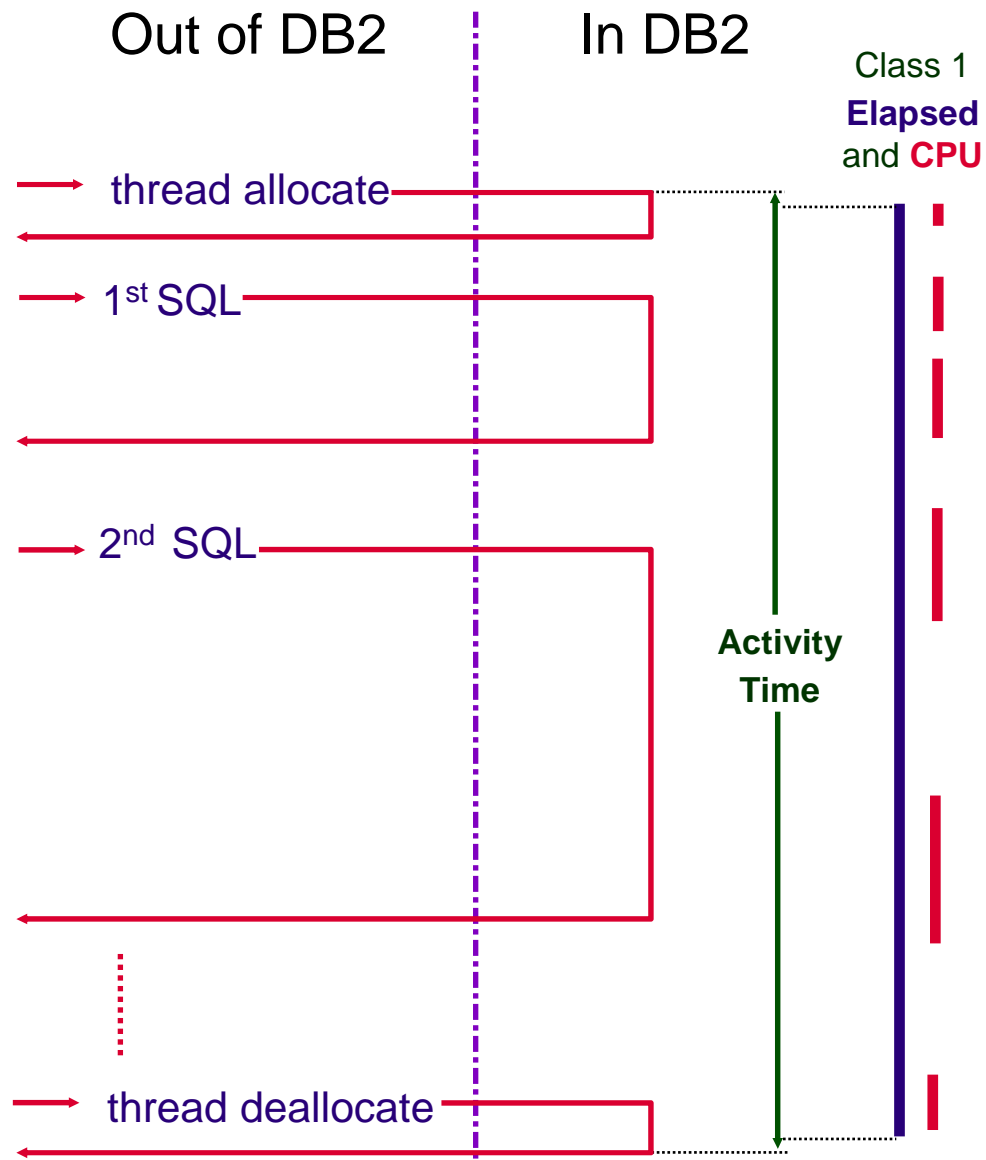 Out of DB2
In DB2
Class 1
Elapsed
and CPU
thread allocate
1st SQL
2nd SQL
Activity
Time
thread deallocate